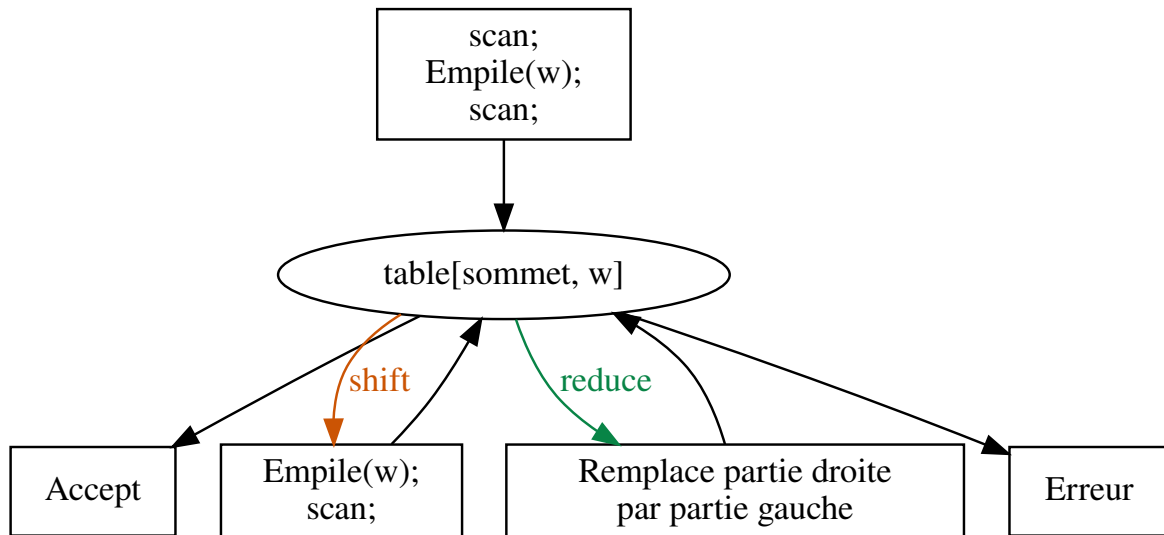 scan;
Empile(w);
scan;
table[sommet, w]
shift
reduce
Accept
Empile(w);
scan;
Remplace partie droite
par partie gauche
Erreur